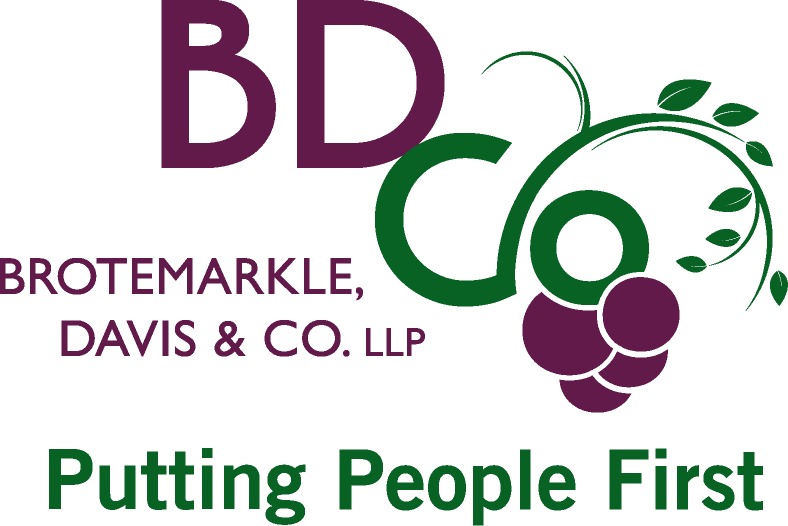 BD
Co
BROTEMARKLE,
DAVIS & CO. LLP
Putting People First